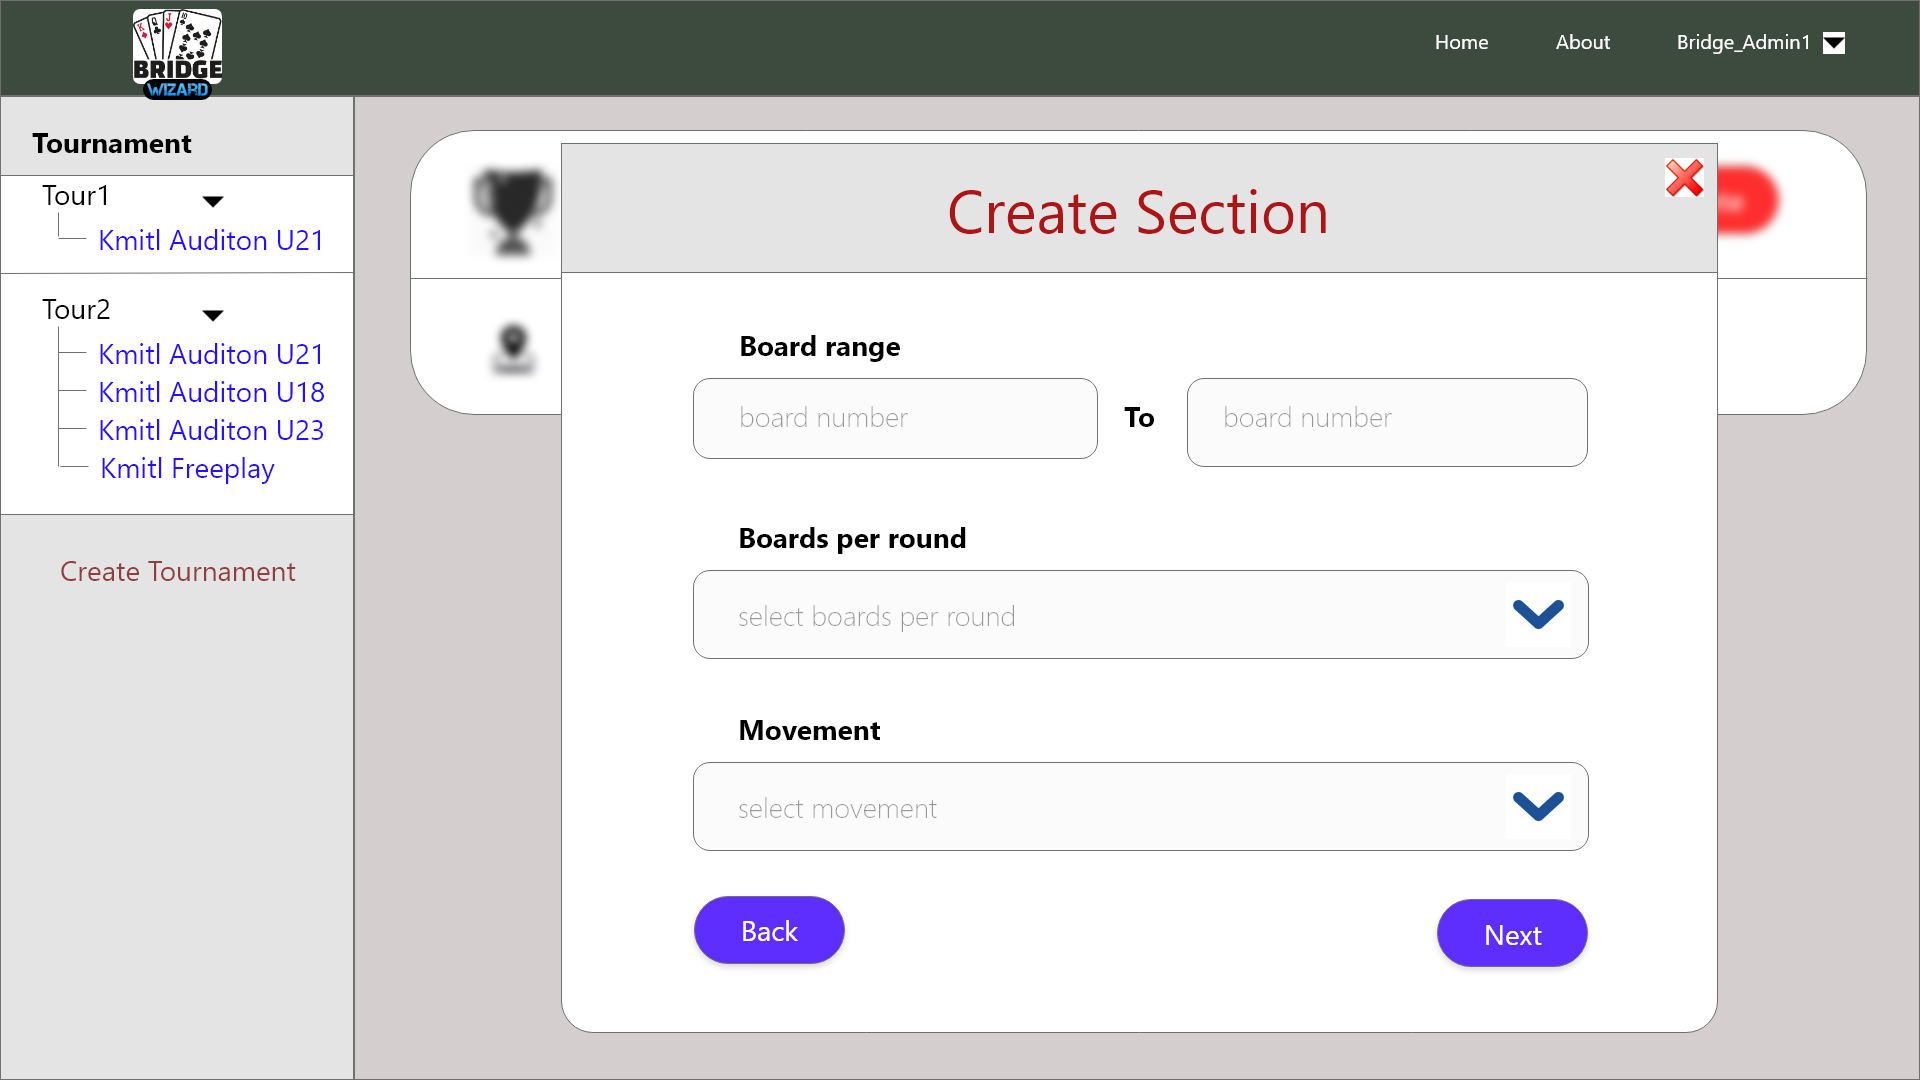 BRIDGE
WIZARD
Home
About
Bridge_Admin1
Tournament
Tour1
Kmitl Auditon U21
Tour2
Kmitl Auditon U21
Kmitl Auditon U18
Kmitl Auditon U23
Kmitl Freeplay
Create Tournament
Create Section
Board range
board number
To
board number
Boards per round
select boards per round
Movement
select movement
Back
Next